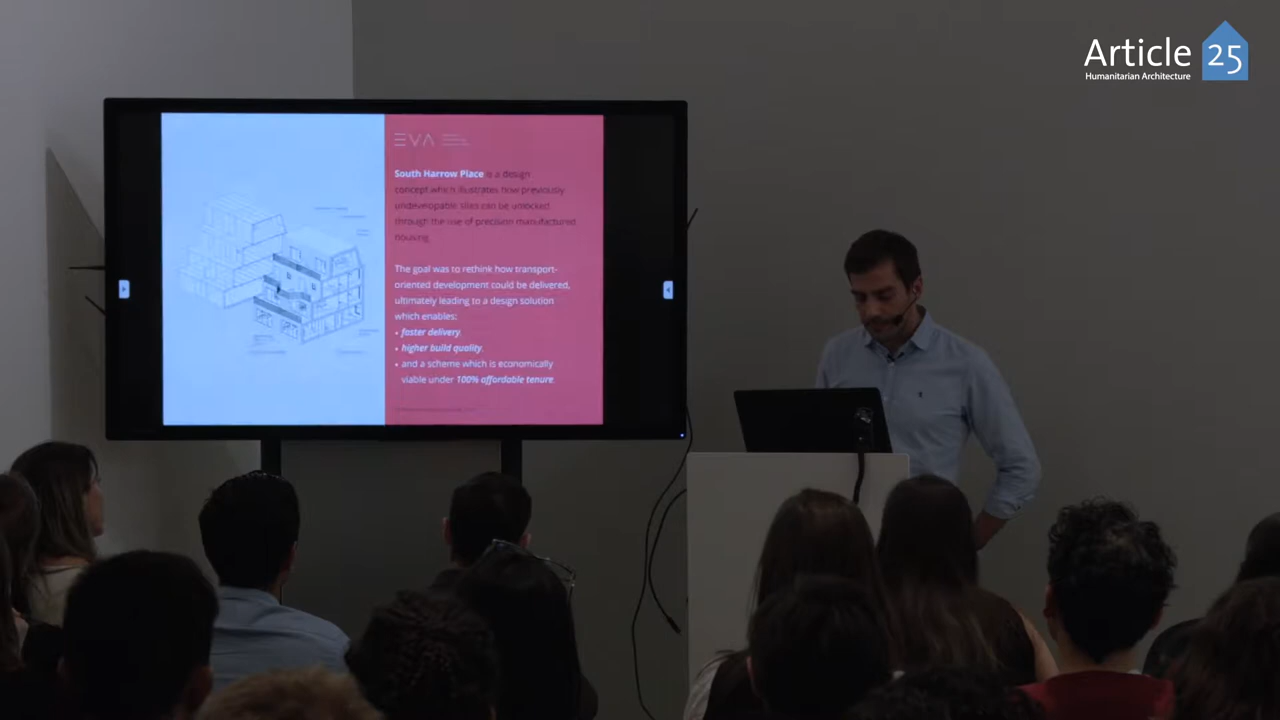 Article 25
Humanitarian Architecture
EVA
South Harrow Place is a design
concept which illustrates how previously
undevelopable sites can be unlocked
through the use of precision manufactured
housing.
The goal was to rethink how transport-
oriented development could be delivered,
ultimately leading to a design solution
which enables:
• faster delivery,
• higher build quality,
• and a scheme which is economically
viable under 100% affordable tenure.